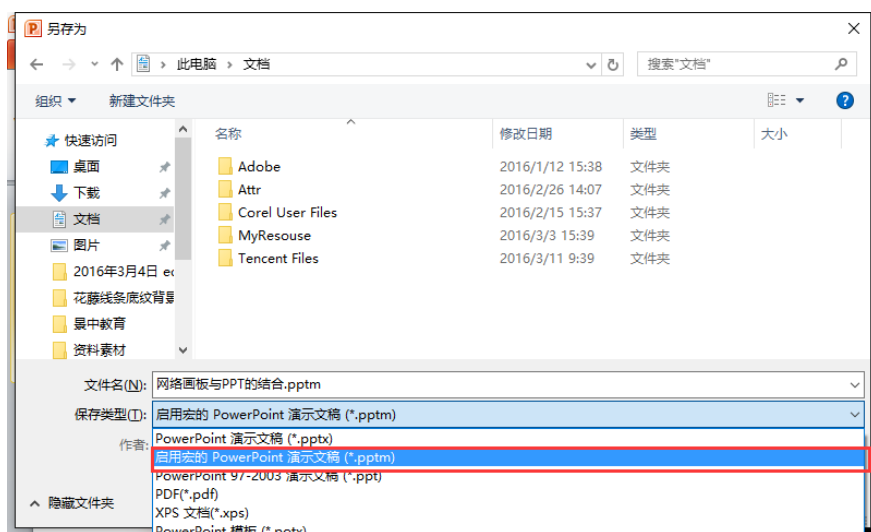 另存为
此电脑 › 文档
搜索"文档"
组织 新建文件夹
名称 修改日期 类型 大小
快速访问
桌面
下载
文档
图片
2016年3月4日
花藤线条底纹背景
景中教育
资料素材
Adobe 2016/1/12 15:38 文件夹
Attr 2016/2/26 14:07 文件夹
Corel User Files 2016/2/15 15:37 文件夹
MyResouse 2016/3/3 15:39 文件夹
Tencent Files 2016/3/11 9:39 文件夹
文件名(N): 网络画板与PPT的结合.pptm
保存类型(T): 启用宏的 PowerPoint 演示文稿 (*.pptm)
作者:
PowerPoint 演示文稿 (*.pptx)
启用宏的 PowerPoint 演示文稿 (*.pptm)
PowerPoint 97-2003 演示文稿 (*.ppt)
PDF(*.pdf)
XPS 文档(*.xps)
PowerPoint 模板 (*.potx)
隐藏文件夹